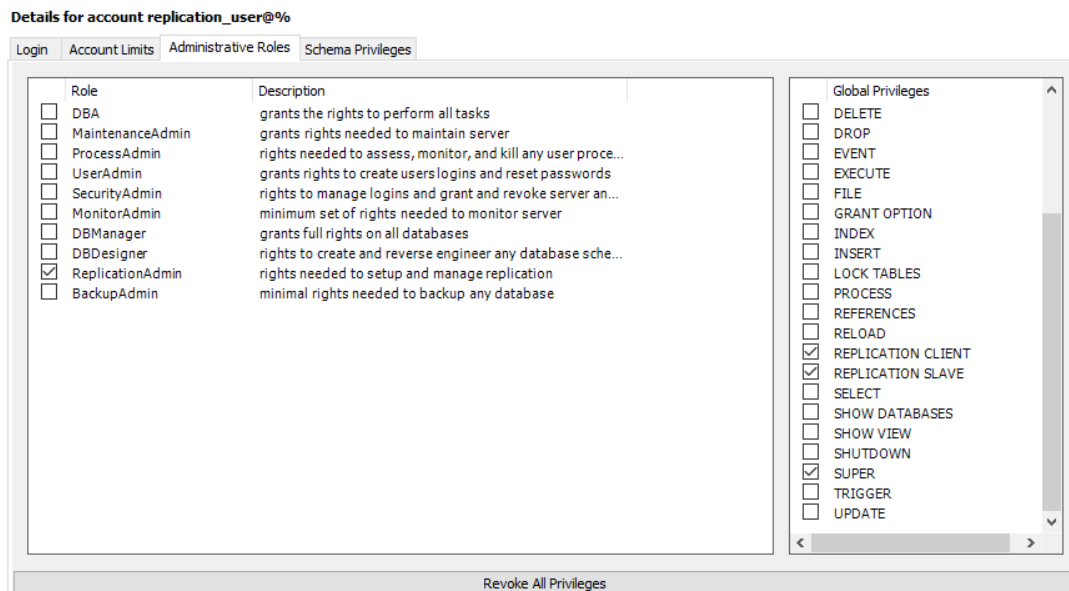 Details for account replication_user@%
Login Account Limits Administrative Roles Schema Privileges
Role Description
DBA grants the rights to perform all tasks
MaintenanceAdmin grants rights needed to maintain server
ProcessAdmin rights needed to assess, monitor, and kill any user proce...
UserAdmin grants rights to create users logins and reset passwords
SecurityAdmin rights to manage logins and grant and revoke server an...
MonitorAdmin minimum set of rights needed to monitor server
DBManager grants full rights on all databases
DBDesigner rights to create and reverse engineer any database sche...
ReplicationAdmin rights needed to setup and manage replication
BackupAdmin minimal rights needed to backup any database
Global Privileges
DELETE
DROP
EVENT
EXECUTE
FILE
GRANT OPTION
INDEX
INSERT
LOCK TABLES
PROCESS
REFERENCES
RELOAD
REPLICATION CLIENT
REPLICATION SLAVE
SELECT
SHOW DATABASES
SHOW VIEW
SHUTDOWN
SUPER
TRIGGER
UPDATE
Revoke All Privileges